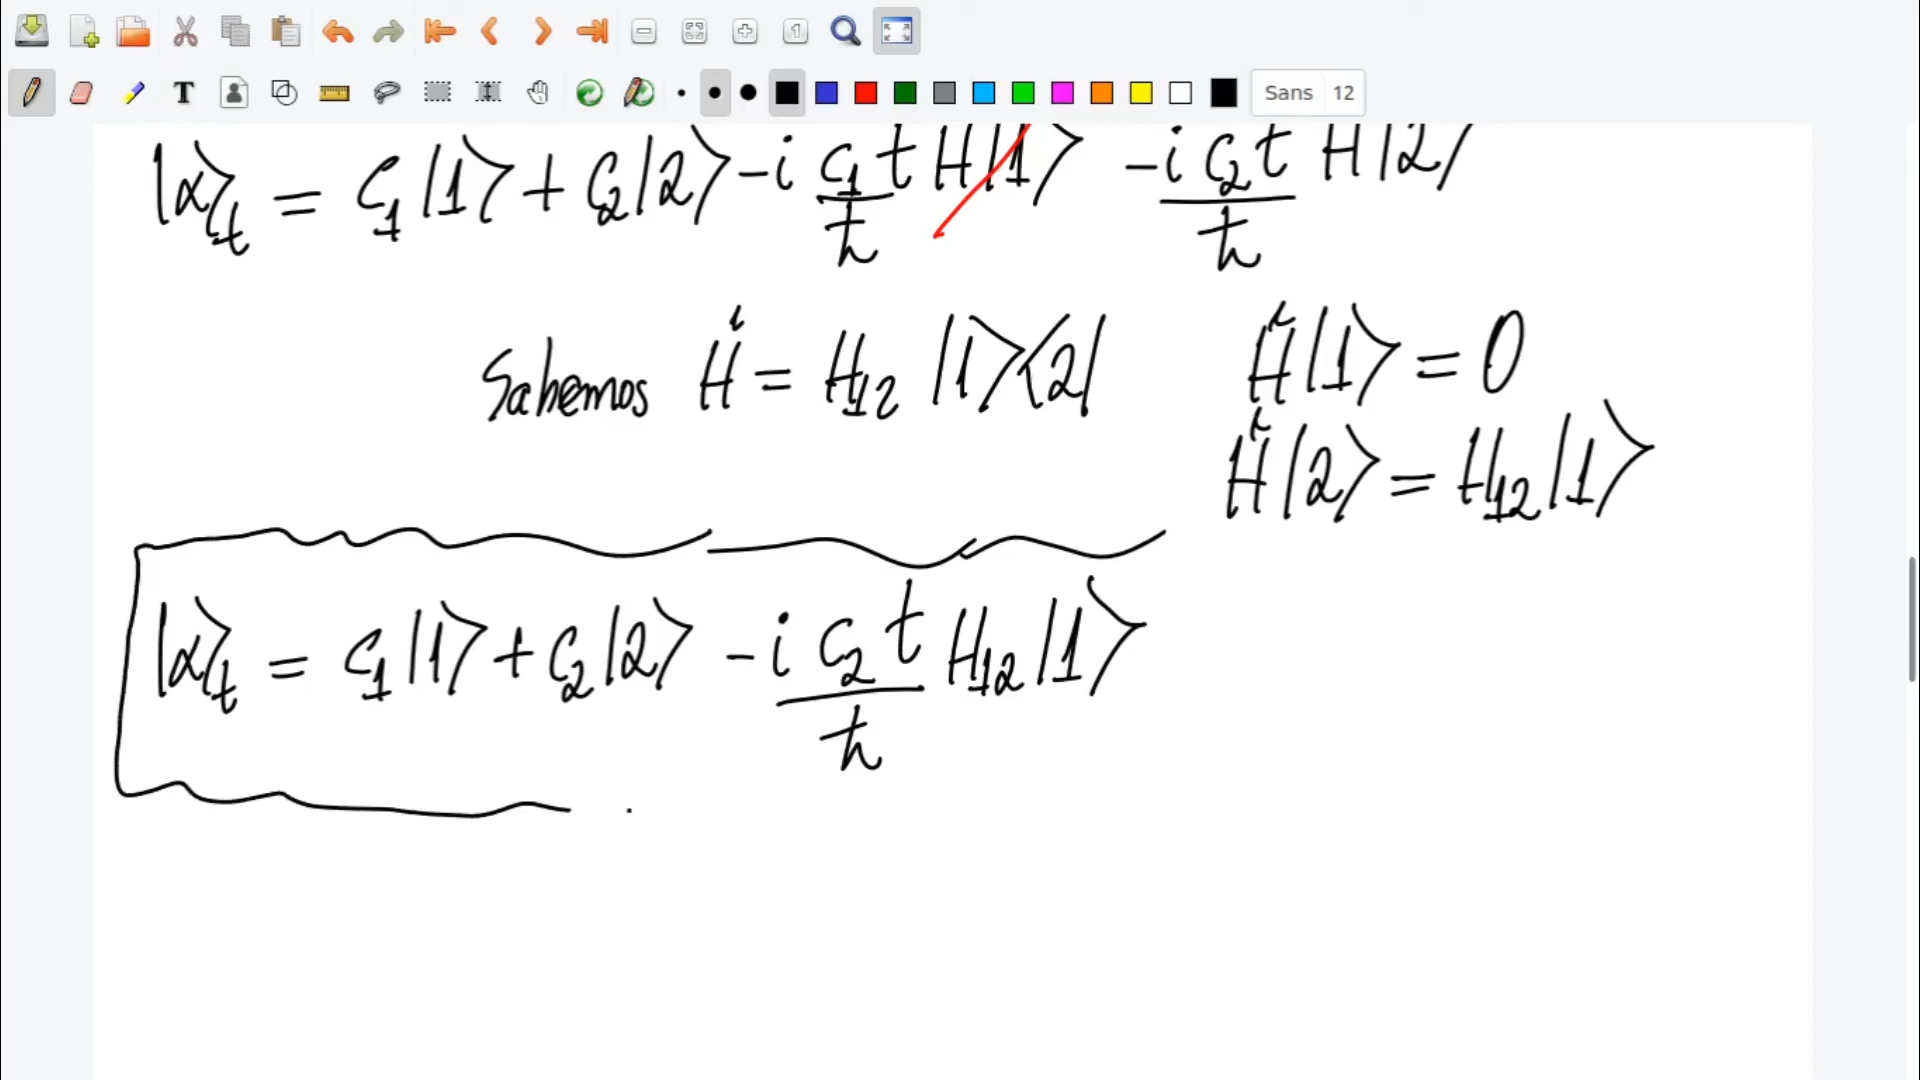 Sans 12
|α⟩_t = C_1 |1⟩ + C_2 |2⟩ - i C_1 t / ħ H|1⟩ - i C_2 t / ħ H|2⟩
Sabemos Ĥ = H_12 |1⟩⟨2| Ĥ|1⟩ = 0
Ĥ|2⟩ = H_12 |1⟩
|α⟩_t = C_1 |1⟩ + C_2 |2⟩ - i C_2 t / ħ H_12 |1⟩